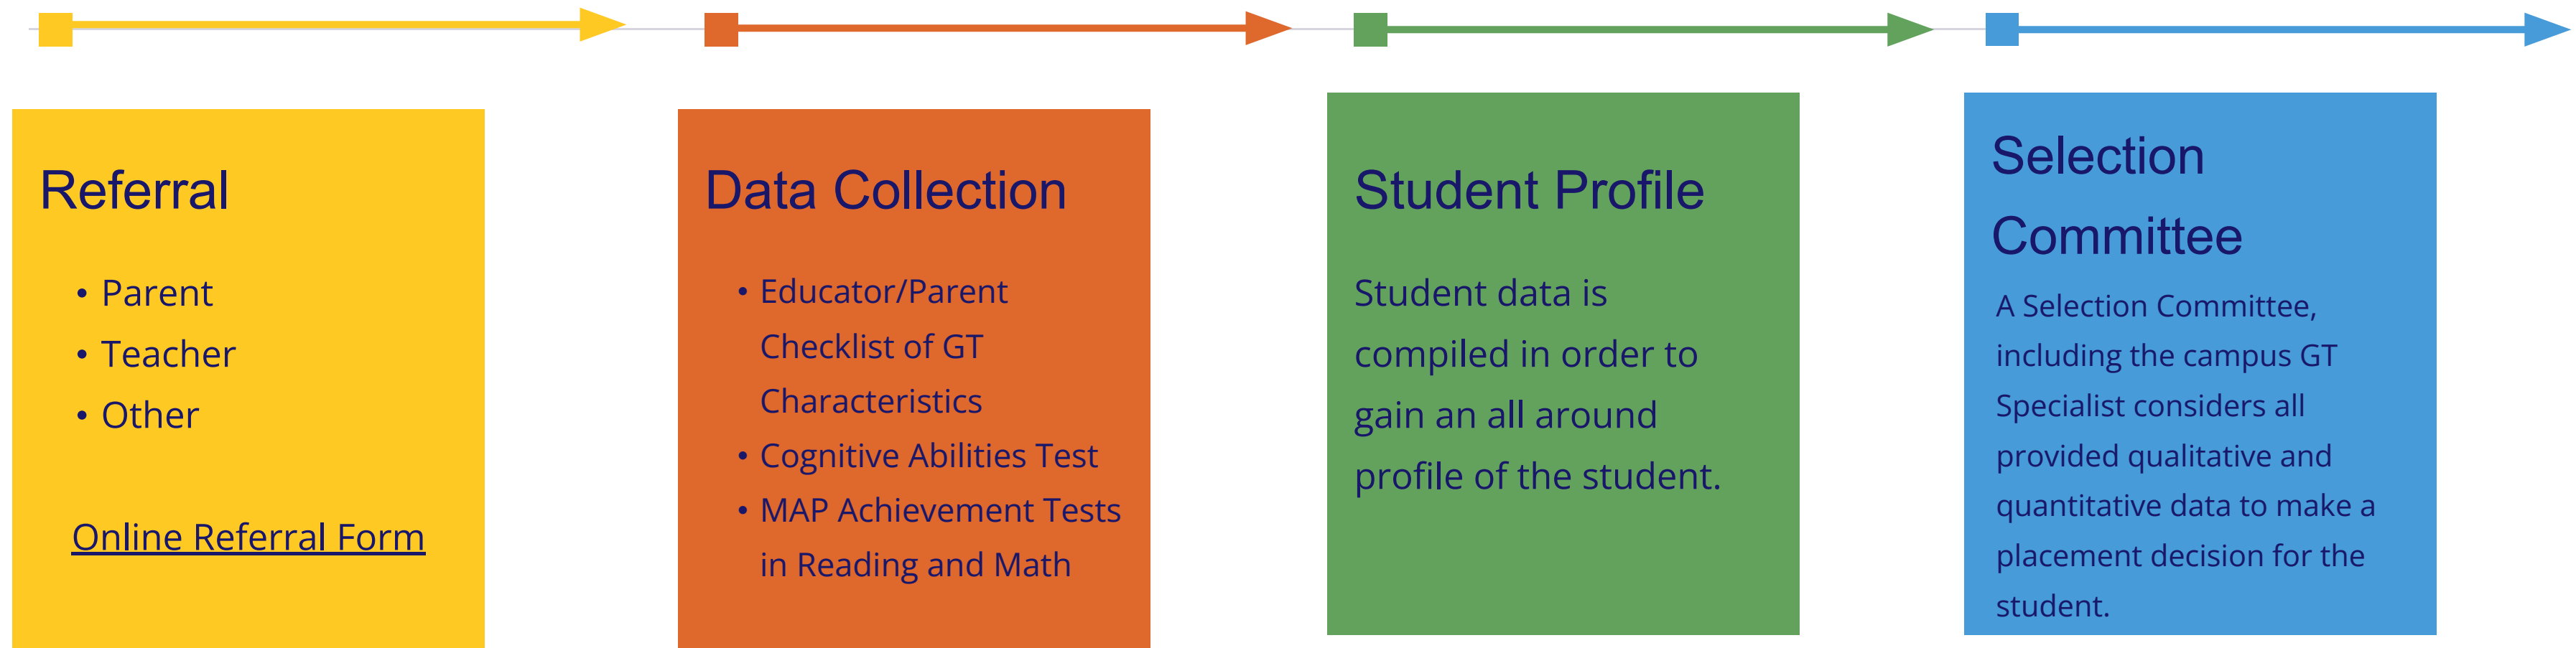 Referral
• Parent
• Teacher
• Other
Online Referral Form
Data Collection
• Educator/Parent
Checklist of GT
Characteristics
• Cognitive Abilities Test
• MAP Achievement Tests
in Reading and Math
Student Profile
Student data is
compiled in order to
gain an all around
profile of the student.
Selection
Committee
A Selection Committee,
including the campus GT
Specialist considers all
provided qualitative and
quantitative data to make a
placement decision for the
student.